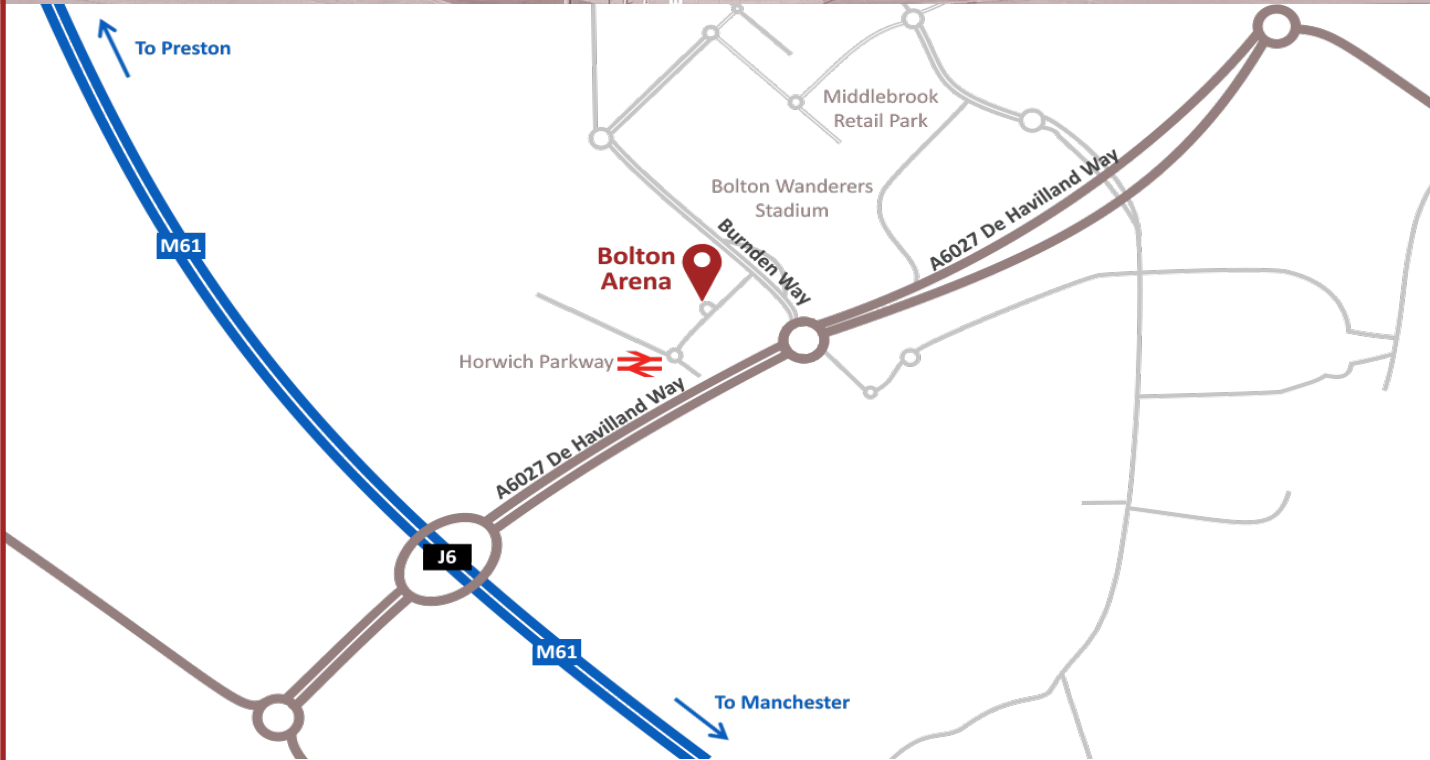 To Preston
Middlebrook
Retail Park
Bolton Wanderers
Stadium
A6027 De Havilland Way
M61
Burnden Way
Bolton
Arena
Horwich Parkway
A6027 De Havilland Way
J6
M61
To Manchester